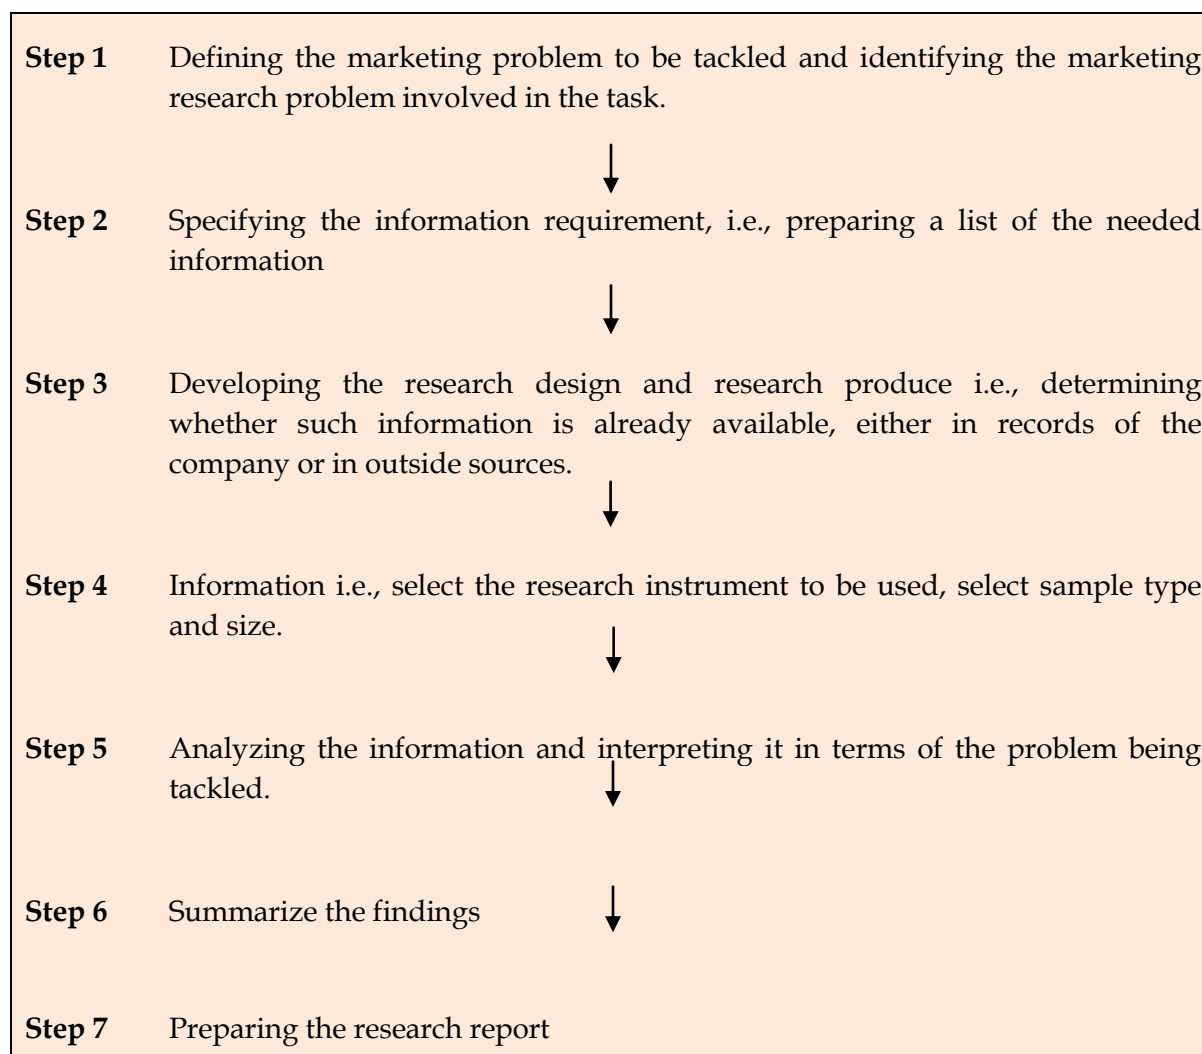 Step 1 Defining the marketing problem to be tackled and identifying the marketing
research problem involved in the task.
Step 2 Specifying the information requirement, i.e., preparing a list of the needed
information
Step 3 Developing the research design and research produce i.e., determining
whether such information is already available, either in records of the
company or in outside sources.
Step 4 Information i.e., select the research instrument to be used, select sample type
and size.
Step 5 Analyzing the information and interpreting it in terms of the problem being
tackled.
Step 6 Summarize the findings
Step 7 Preparing the research report